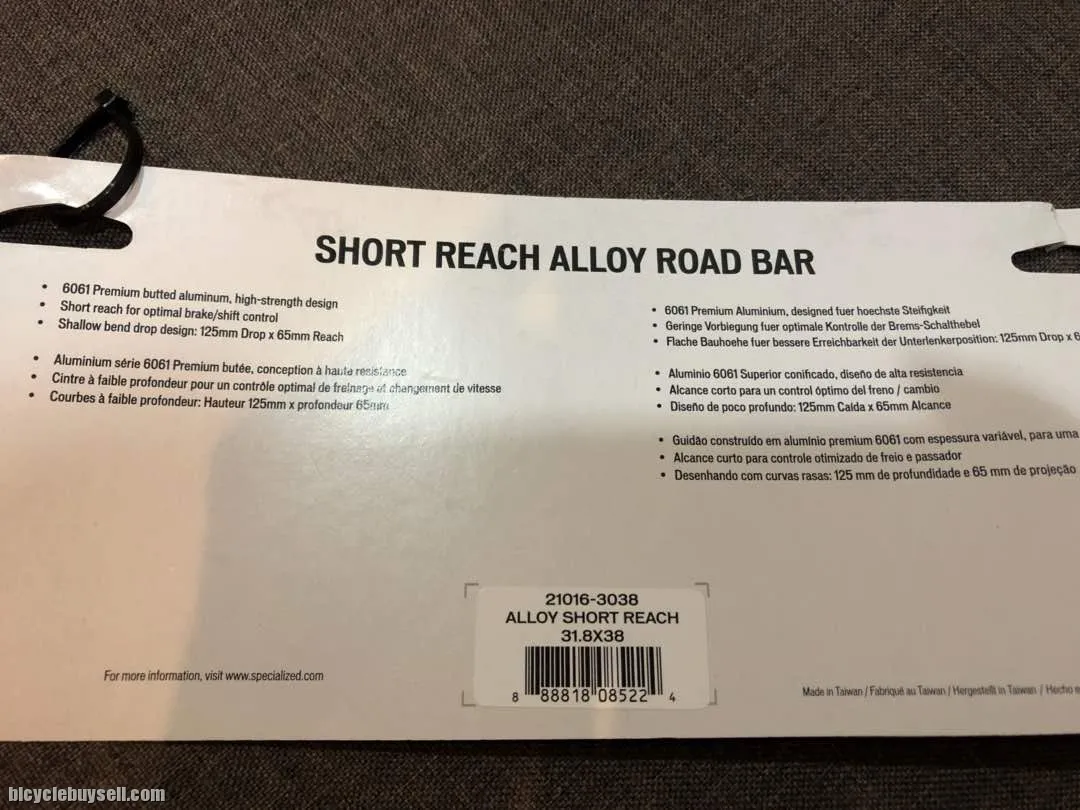 SHORT REACH ALLOY ROAD BAR
• 6061 Premium butted aluminum, high-strength design
• Short reach for optimal brake/shift control
• Shallow bend drop design: 125mm Drop x 65mm Reach
• Aluminium série 6061 Premium butée, conception à haute resistance
• Cintre à faible profondeur pour un contrôle optimal de freinage et changement de vitesse
• Courbes à faible profondeur: Hauteur 125mm x profondeur 65mm
• 6061 Premium Aluminium, designed fuer hoechste Steifigkeit
• Geringe Vorbiegung fuer optimale Kontrolle der Brems-Schalthebel
• Flache Bauhoehe fuer bessere Erreichbarkeit der Unterlenkerposition: 125mm Drop x 6
• Aluminio 6061 Superior conificado, diseño de alta resistencia
• Alcance corto para un control óptimo del freno / cambio
• Diseño de poco profundo: 125mm Caida x 65mm Alcance
• Guidão construído em alumínio premium 6061 com espessura variável, para uma
• Alcance curto para controle otimizado de freio e passador
• Desenhando com curvas rasas: 125 mm de profundidade e 65 mm de projeção
21016-3038
ALLOY SHORT REACH
31.8X38
8 88818 08522 4
For more information, visit www.specialized.com
Made in Taiwan / Fabriqué au Taiwan / Hergestellt in Taiwan / Hecho e
bicyclebuysell.com